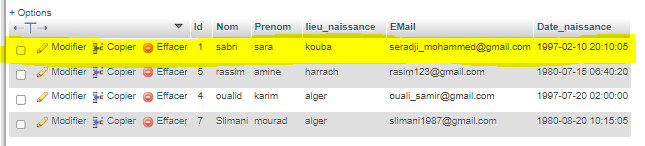 + Options
←T→ Id Nom Prenom lieu_naissance EMail Date_naissance
Modifier Copier Effacer 1 sabri sara kouba seradji_mohammed@gmail.com 1997-02-10 20:10:05
Modifier Copier Effacer 5 rassim amine harrach rasim123@gmail.com 1980-07-15 06:40:20
Modifier Copier Effacer 4 oualid karim alger ouali_samir@gmail.com 1997-07-20 02:00:00
Modifier Copier Effacer 7 Slimani mourad alger slimani1987@gmail.com 1980-08-20 10:15:05